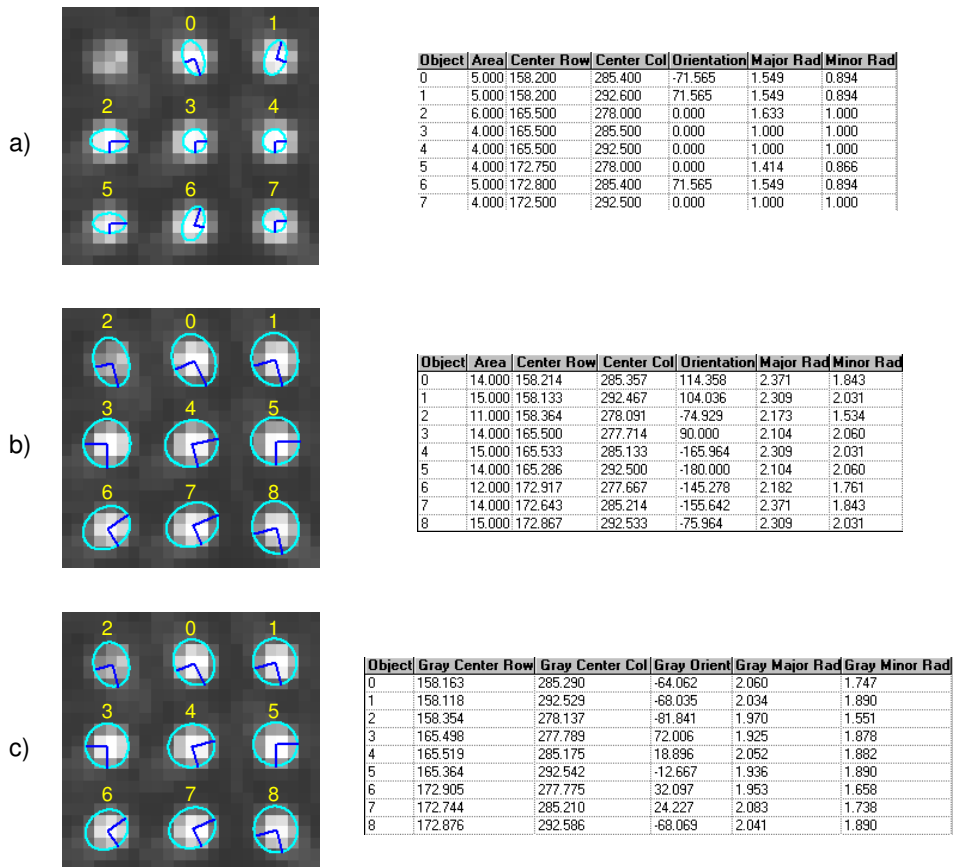 0 1
2 3 4
5 6 7
a)
Object Area Center Row Center Col Orientation Major Rad Minor Rad
0 5.000 158.200 285.400 -71.565 1.549 0.894
1 5.000 158.200 292.600 71.565 1.549 0.894
2 6.000 165.500 278.000 0.000 1.633 1.000
3 4.000 165.500 285.500 0.000 1.000 1.000
4 4.000 165.500 292.500 0.000 1.000 1.000
5 4.000 172.750 278.000 0.000 1.414 0.866
6 5.000 172.800 285.400 71.565 1.549 0.894
7 4.000 172.500 292.500 0.000 1.000 1.000
2 0 1
3 4 5
6 7 8
b)
Object Area Center Row Center Col Orientation Major Rad Minor Rad
0 14.000 158.214 285.357 114.358 2.371 1.843
1 15.000 158.133 292.467 104.036 2.309 2.031
2 11.000 158.364 278.091 -74.929 2.173 1.534
3 14.000 165.500 277.714 90.000 2.104 2.060
4 15.000 165.533 285.133 -165.964 2.309 2.031
5 14.000 165.286 292.500 -180.000 2.104 2.060
6 12.000 172.917 277.667 -145.278 2.182 1.761
7 14.000 172.643 285.214 -155.642 2.371 1.843
8 15.000 172.867 292.533 -75.964 2.309 2.031
2 0 1
3 4 5
6 7 8
c)
Object Gray Center Row Gray Center Col Gray Orient Gray Major Rad Gray Minor Rad
0 158.163 285.290 -64.062 2.060 1.747
1 158.118 292.529 -68.035 2.034 1.890
2 158.354 278.137 -81.841 1.970 1.551
3 165.498 277.789 72.006 1.925 1.878
4 165.519 285.175 18.896 2.052 1.882
5 165.364 292.542 -12.667 1.936 1.890
6 172.905 277.775 32.097 1.953 1.658
7 172.744 285.210 24.227 2.083 1.738
8 172.876 292.586 -68.069 2.041 1.890